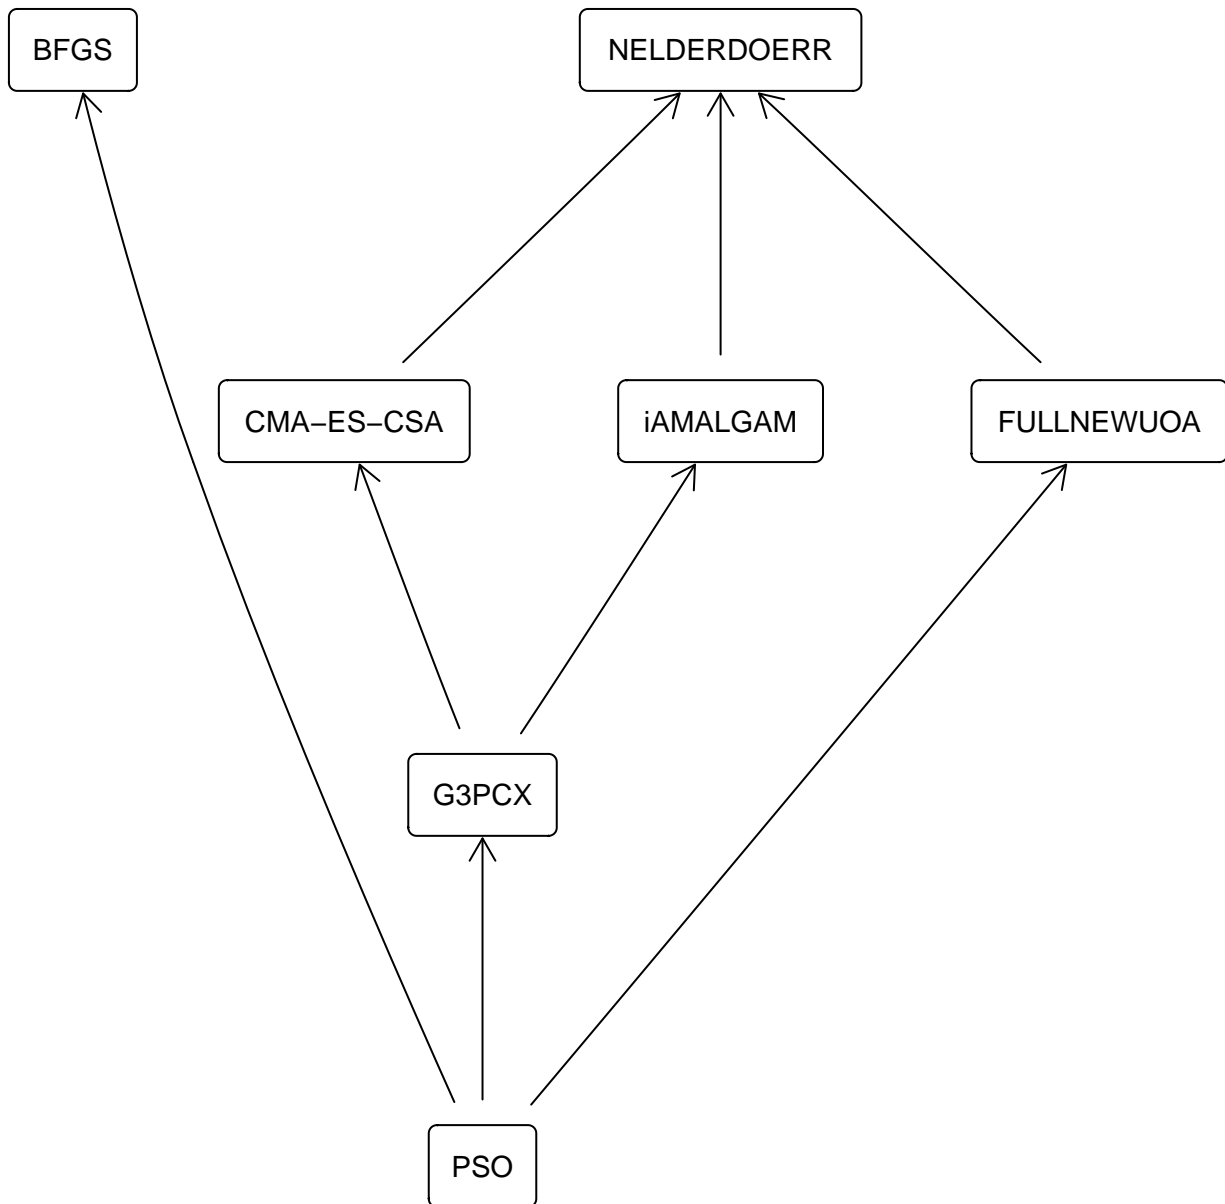 BFGS
NELDERDOERR
CMA−ES−CSA
iAMALGAM
FULLNEWUOA
G3PCX
PSO